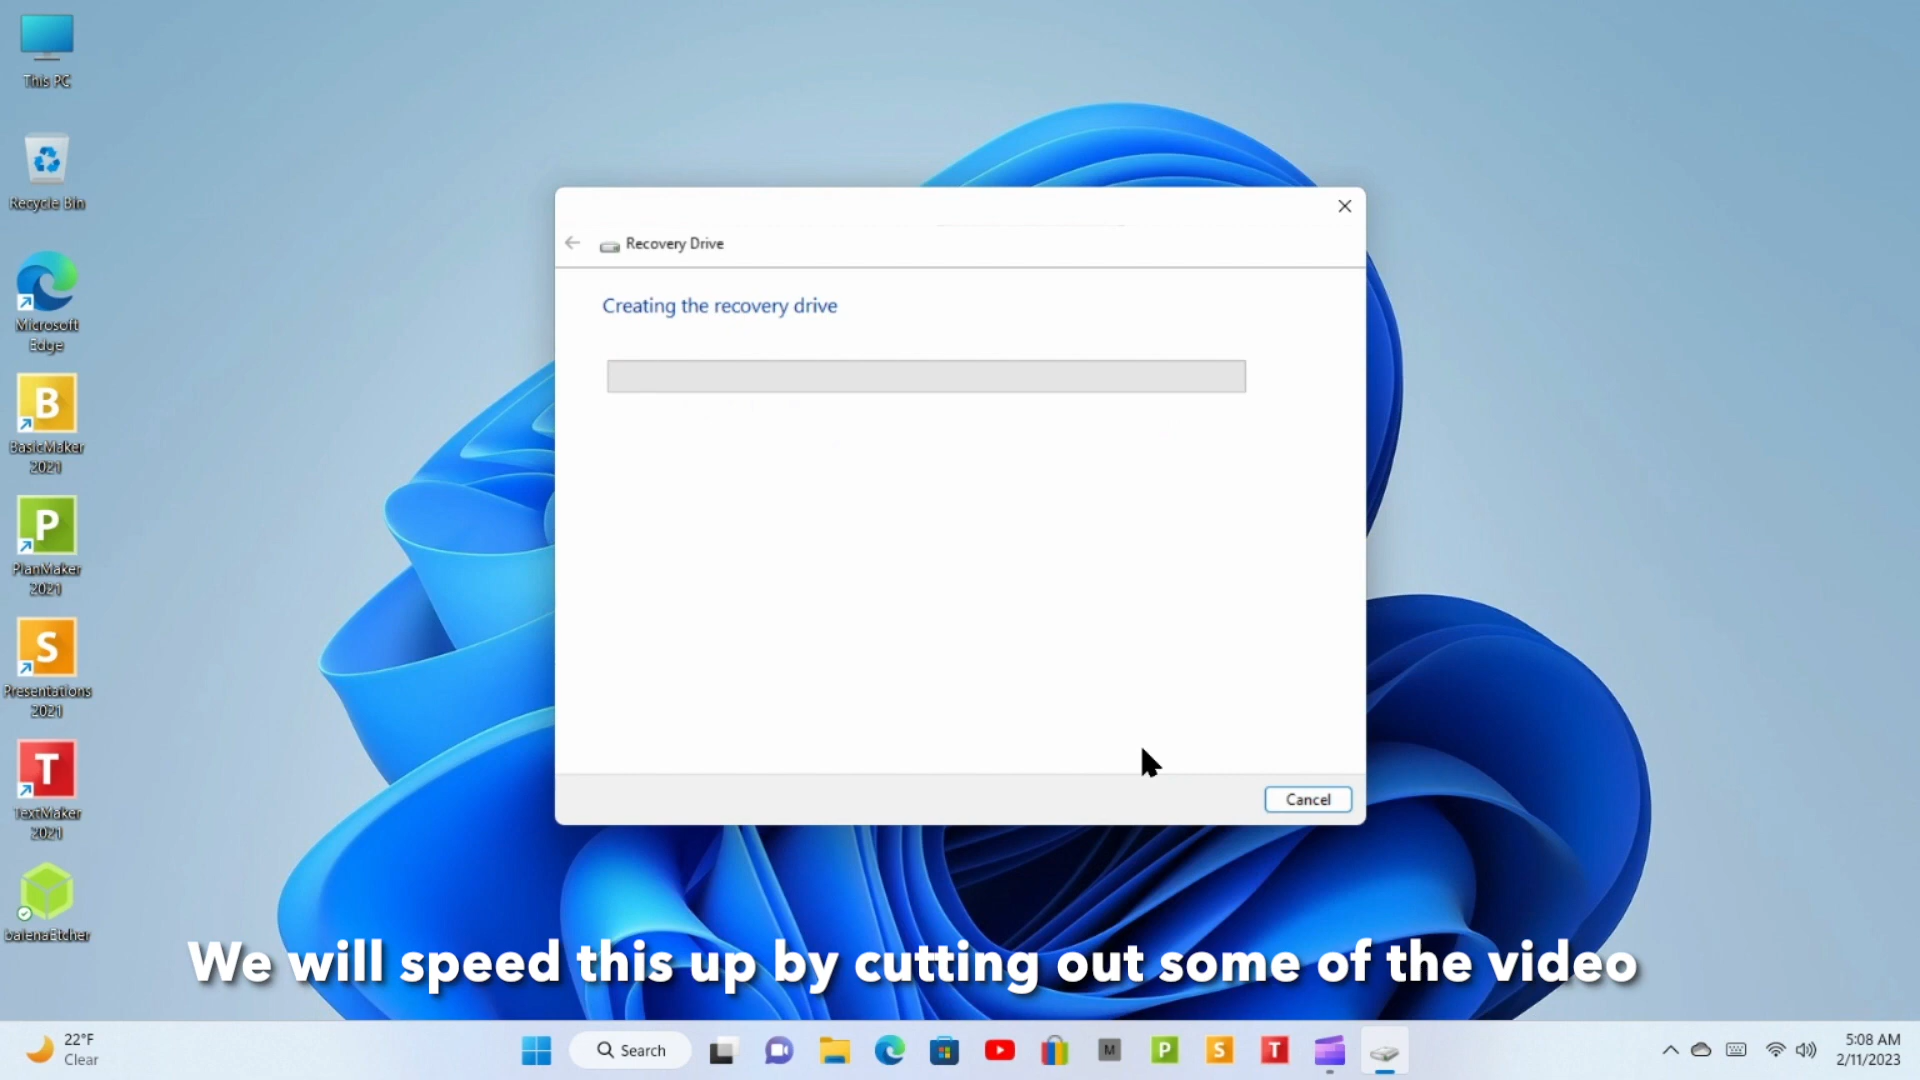 This PC
Recycle Bin
Microsoft
Edge
B
BasicMaker
2021
P
PlanMaker
2021
S
Presentations
2021
T
TextMaker
2021
balenaEtcher
Recovery Drive
Creating the recovery drive
Cancel
We will speed this up by cutting out some of the video
22°F
Clear
Search
M
P
S
T
5:08 AM
2/11/2023